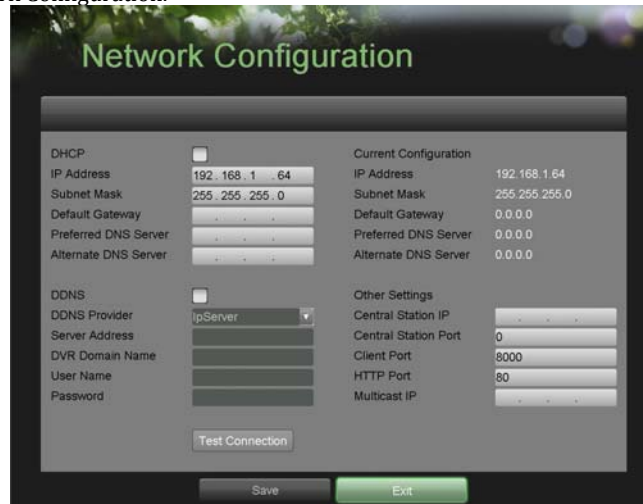 Network Configuration
DHCP
IP Address 192 . 168 . 1 . 64
Subnet Mask 255 . 255 . 255 . 0
Default Gateway . . .
Preferred DNS Server . . .
Alternate DNS Server . . .
Current Configuration
IP Address 192.168.1.64
Subnet Mask 255.255.255.0
Default Gateway 0.0.0.0
Preferred DNS Server 0.0.0.0
Alternate DNS Server 0.0.0.0
DDNS
DDNS Provider IpServer
Server Address
DVR Domain Name
User Name
Password
Other Settings
Central Station IP . . .
Central Station Port 0
Client Port 8000
HTTP Port 80
Multicast IP . . .
Test Connection
Save Exit